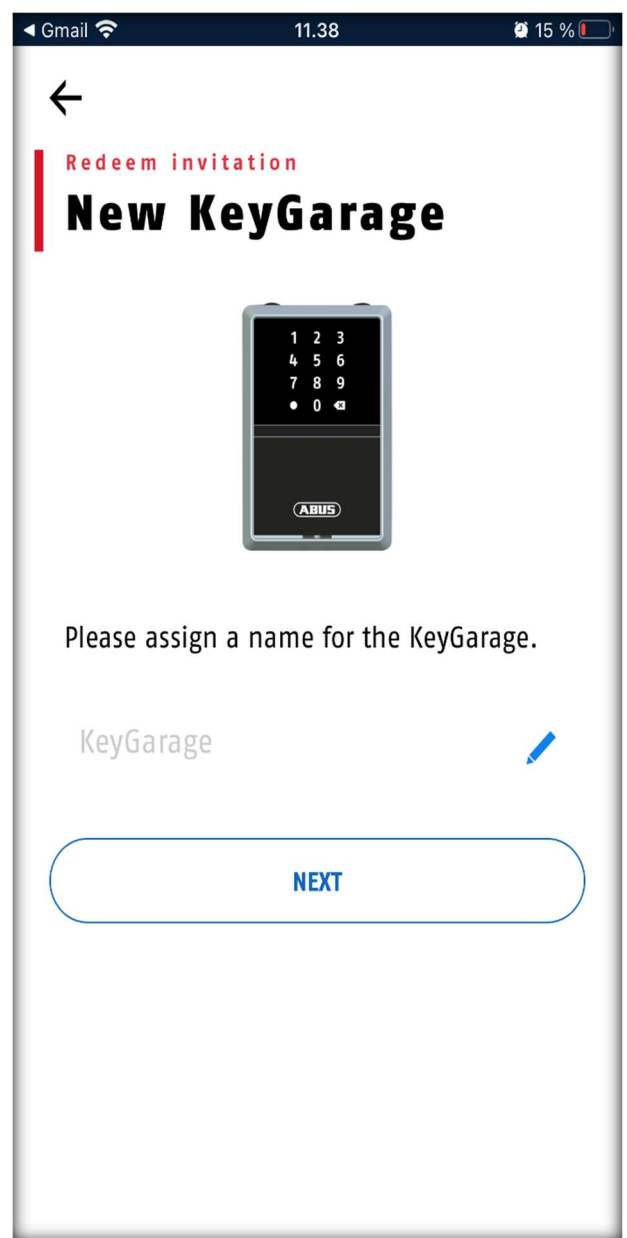 Gmail 11.38 15 %
Redeem invitation
New KeyGarage
1 2 3
4 5 6
7 8 9
0
ABUS
Please assign a name for the KeyGarage.
KeyGarage
NEXT